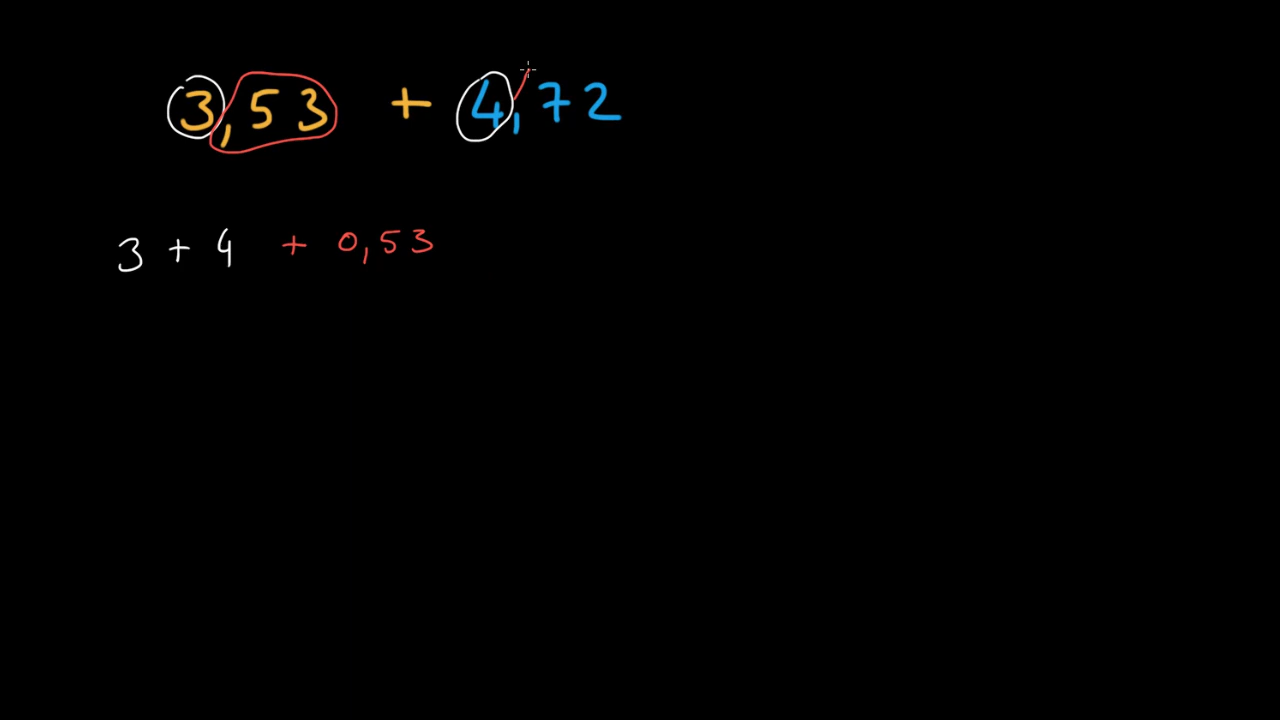 3,53 + 4,72
3 + 4 + 0,53